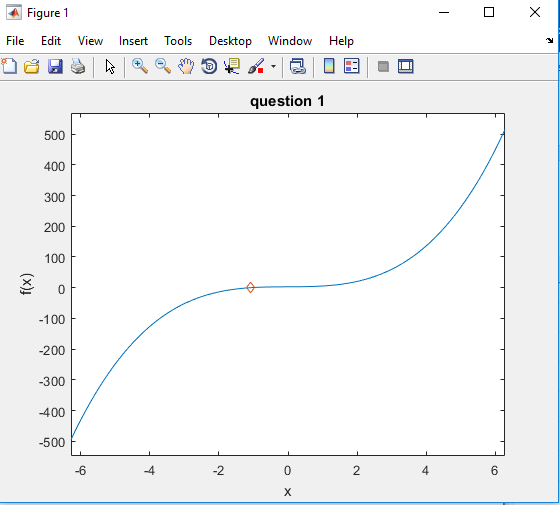 Figure 1
File Edit View Insert Tools Desktop Window Help
question 1
500
400
300
200
100
0
-100
-200
-300
-400
-500
f(x)
-6 -4 -2 0 2 4 6
x